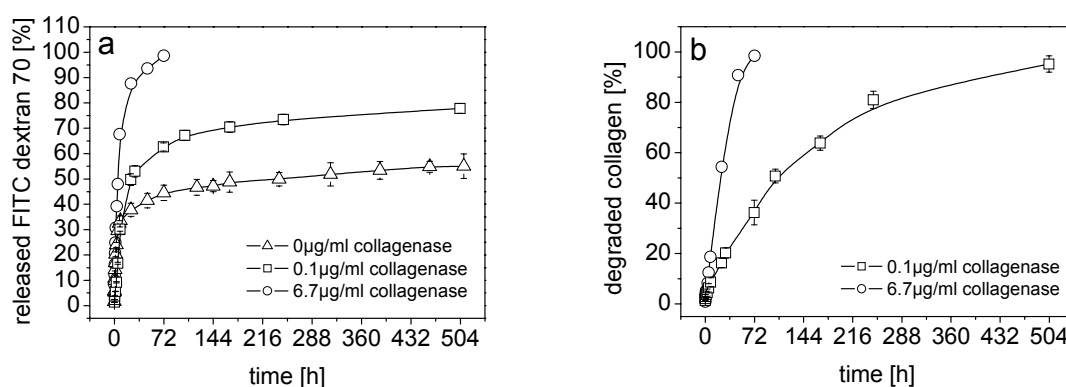 110
100
90
80
70
60
50
40
30
20
10
0
released FITC dextran 70 [%]
a
0µg/ml collagenase
0.1µg/ml collagenase
6.7µg/ml collagenase
0 72 144 216 288 360 432 504
time [h]
100
80
60
40
20
0
degraded collagen [%]
b
0.1µg/ml collagenase
6.7µg/ml collagenase
0 72 144 216 288 360 432 504
time [h]